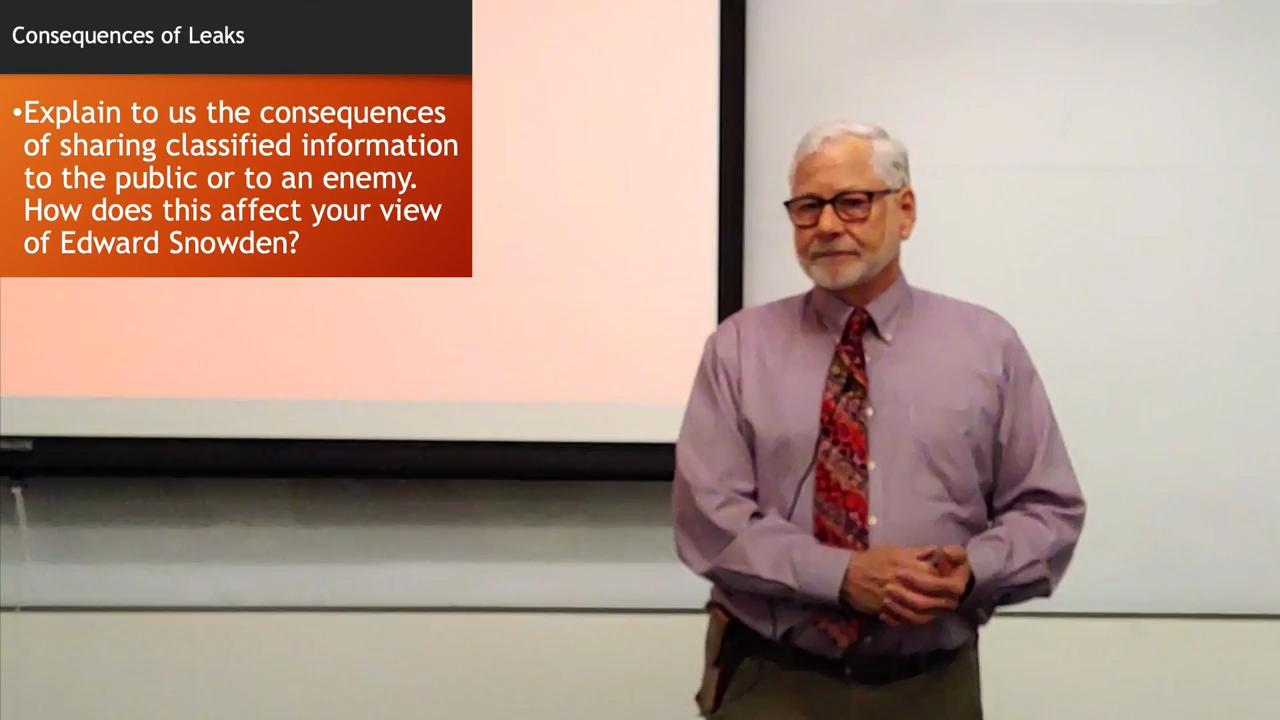 Consequences of Leaks
•Explain to us the consequences
of sharing classified information
to the public or to an enemy.
How does this affect your view
of Edward Snowden?